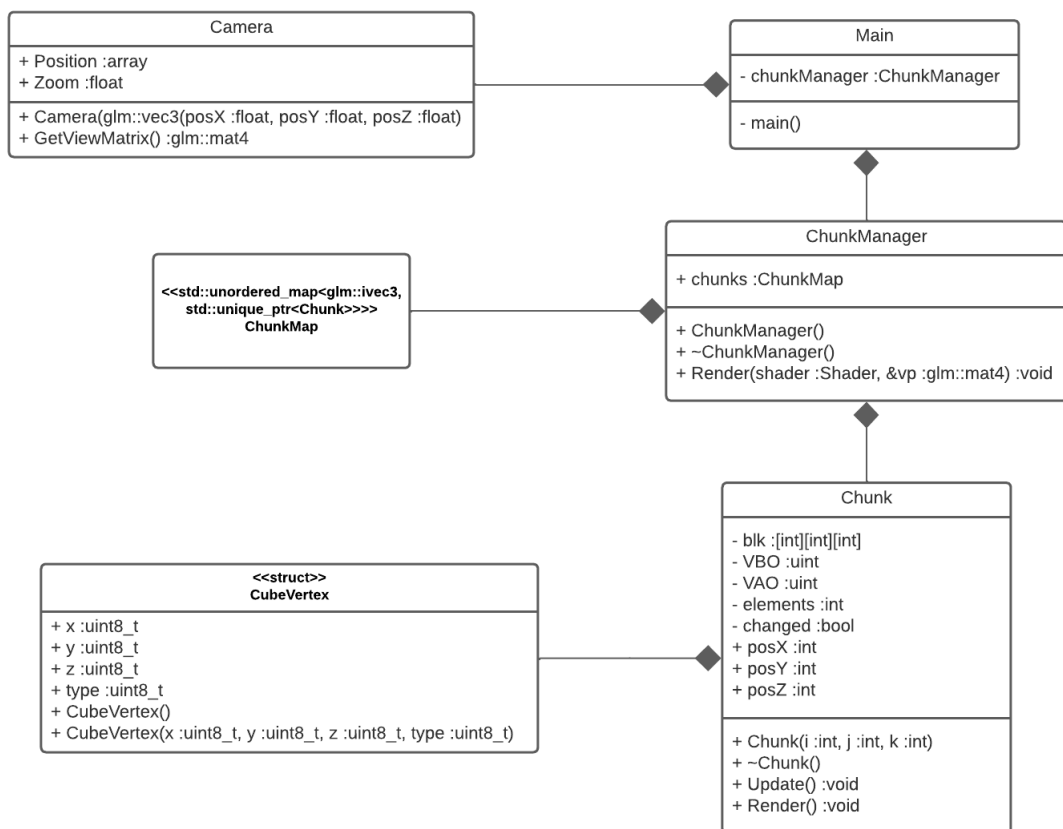 Camera
+ Position :array
+ Zoom :float
+ Camera(glm::vec3(posX :float, posY :float, posZ :float)
+ GetViewMatrix() :glm::mat4
Main
- chunkManager :ChunkManager
- main()
<<std::unordered_map<glm::ivec3,
std::unique_ptr<Chunk>>>>
ChunkMap
ChunkManager
+ chunks :ChunkMap
+ ChunkManager()
+ ~ChunkManager()
+ Render(shader :Shader, &vp :glm::mat4) :void
<<struct>>
CubeVertex
+ x :uint8_t
+ y :uint8_t
+ z :uint8_t
+ type :uint8_t
+ CubeVertex()
+ CubeVertex(x :uint8_t, y :uint8_t, z :uint8_t, type :uint8_t)
Chunk
- blk :[int][int][int]
- VBO :uint
- VAO :uint
- elements :int
- changed :bool
+ posX :int
+ posY :int
+ posZ :int
+ Chunk(i :int, j :int, k :int)
+ ~Chunk()
+ Update() :void
+ Render() :void